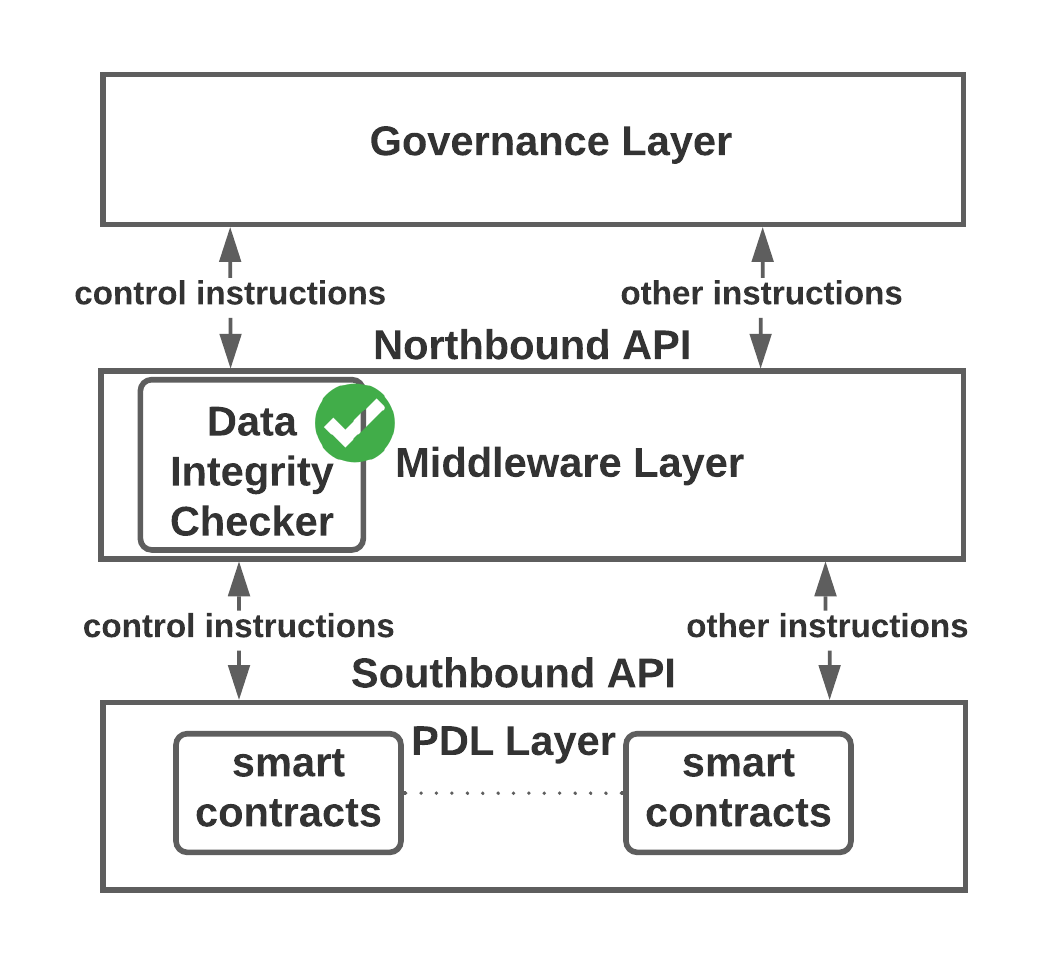 Governance Layer
control instructions
other instructions
Northbound API
Data
Integrity
Checker
Middleware Layer
control instructions
other instructions
Southbound API
PDL Layer
smart
contracts
smart
contracts